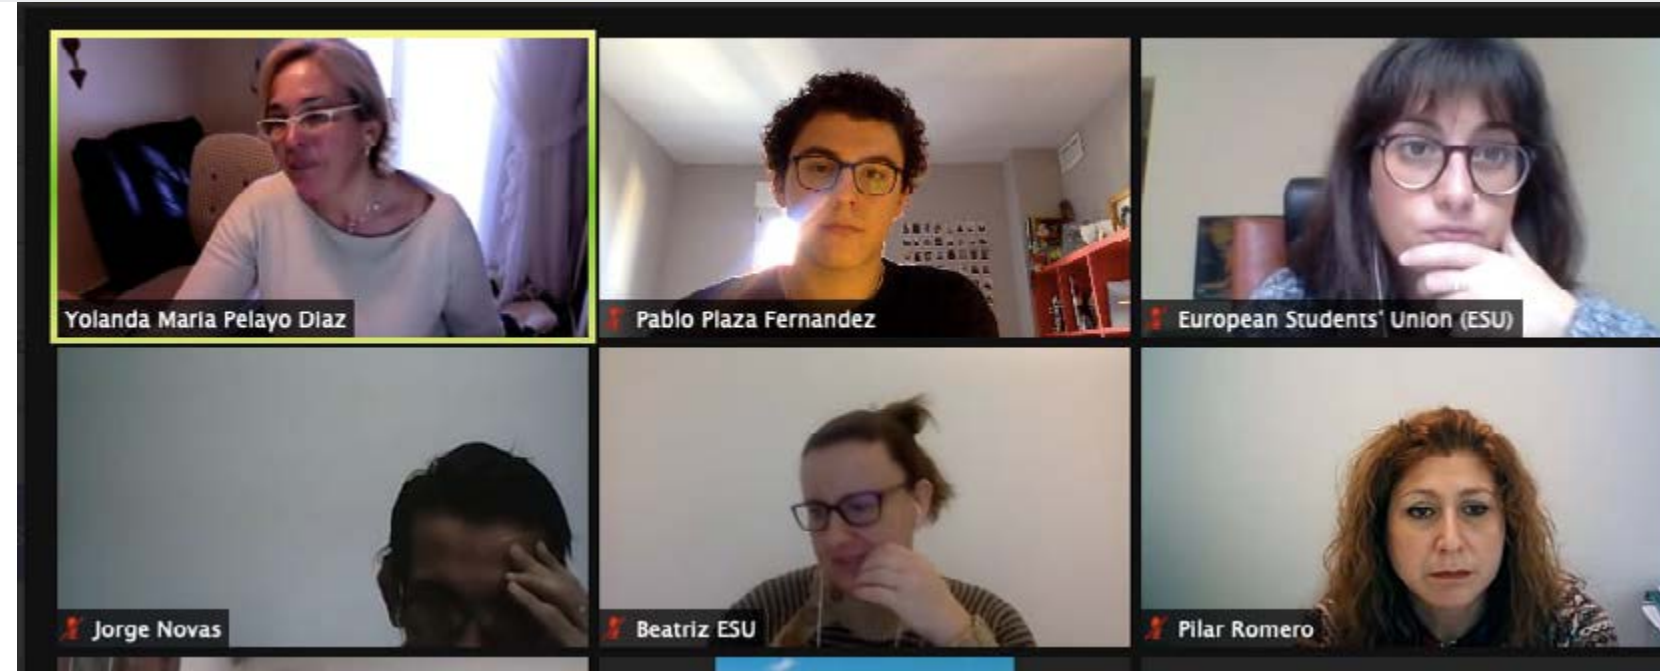 Yolanda Maria Pelayo Diaz
Pablo Plaza Fernandez
European Students' Union (ESU)
Jorge Novas
Beatriz ESU
Pilar Romero